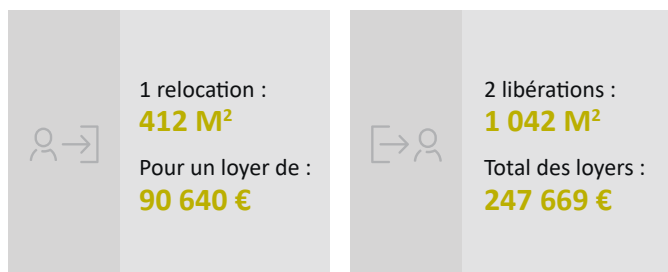 1 relocation :
412 M²
Pour un loyer de :
90 640 €
2 libérations :
1 042 M²
Total des loyers :
247 669 €